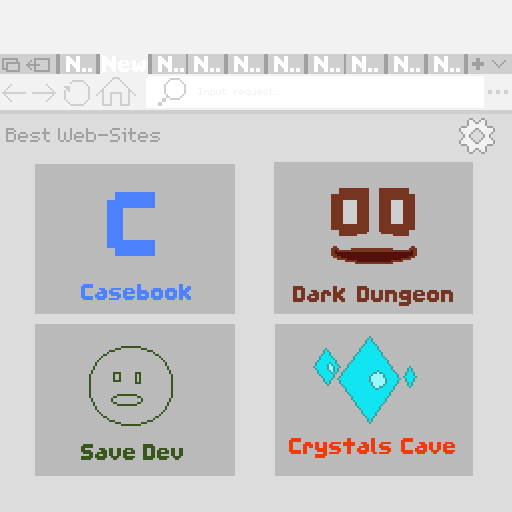 N.. New N.. N.. N.. N.. N.. N.. N.. N..
Input request..
Best Web-Sites
C
Casebook
Dark Dungeon
Save Dev
Crystals Cave